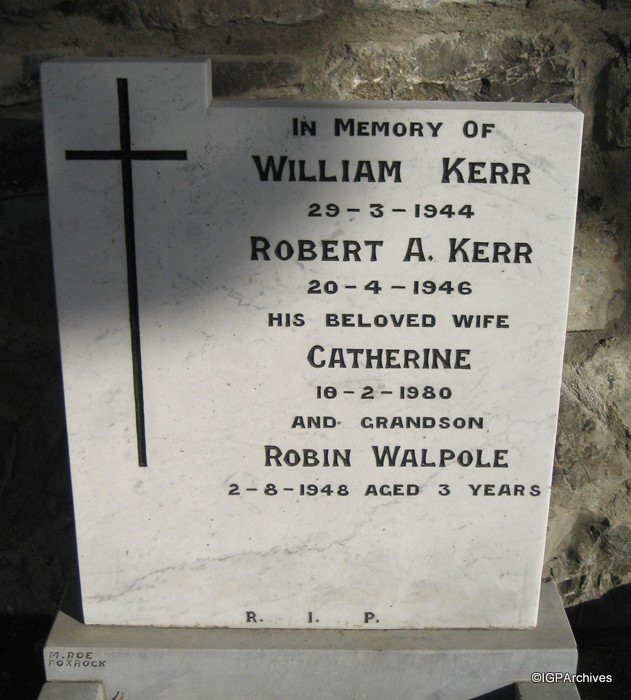 IN MEMORY OF
WILLIAM KERR
29-3-1944
ROBERT A. KERR
20-4-1946
HIS BELOVED WIFE
CATHERINE
10-2-1980
AND GRANDSON
ROBIN WALPOLE
2-8-1948 AGED 3 YEARS
R. I. P.
M. ROE
FOXROCK
©IGPArchives